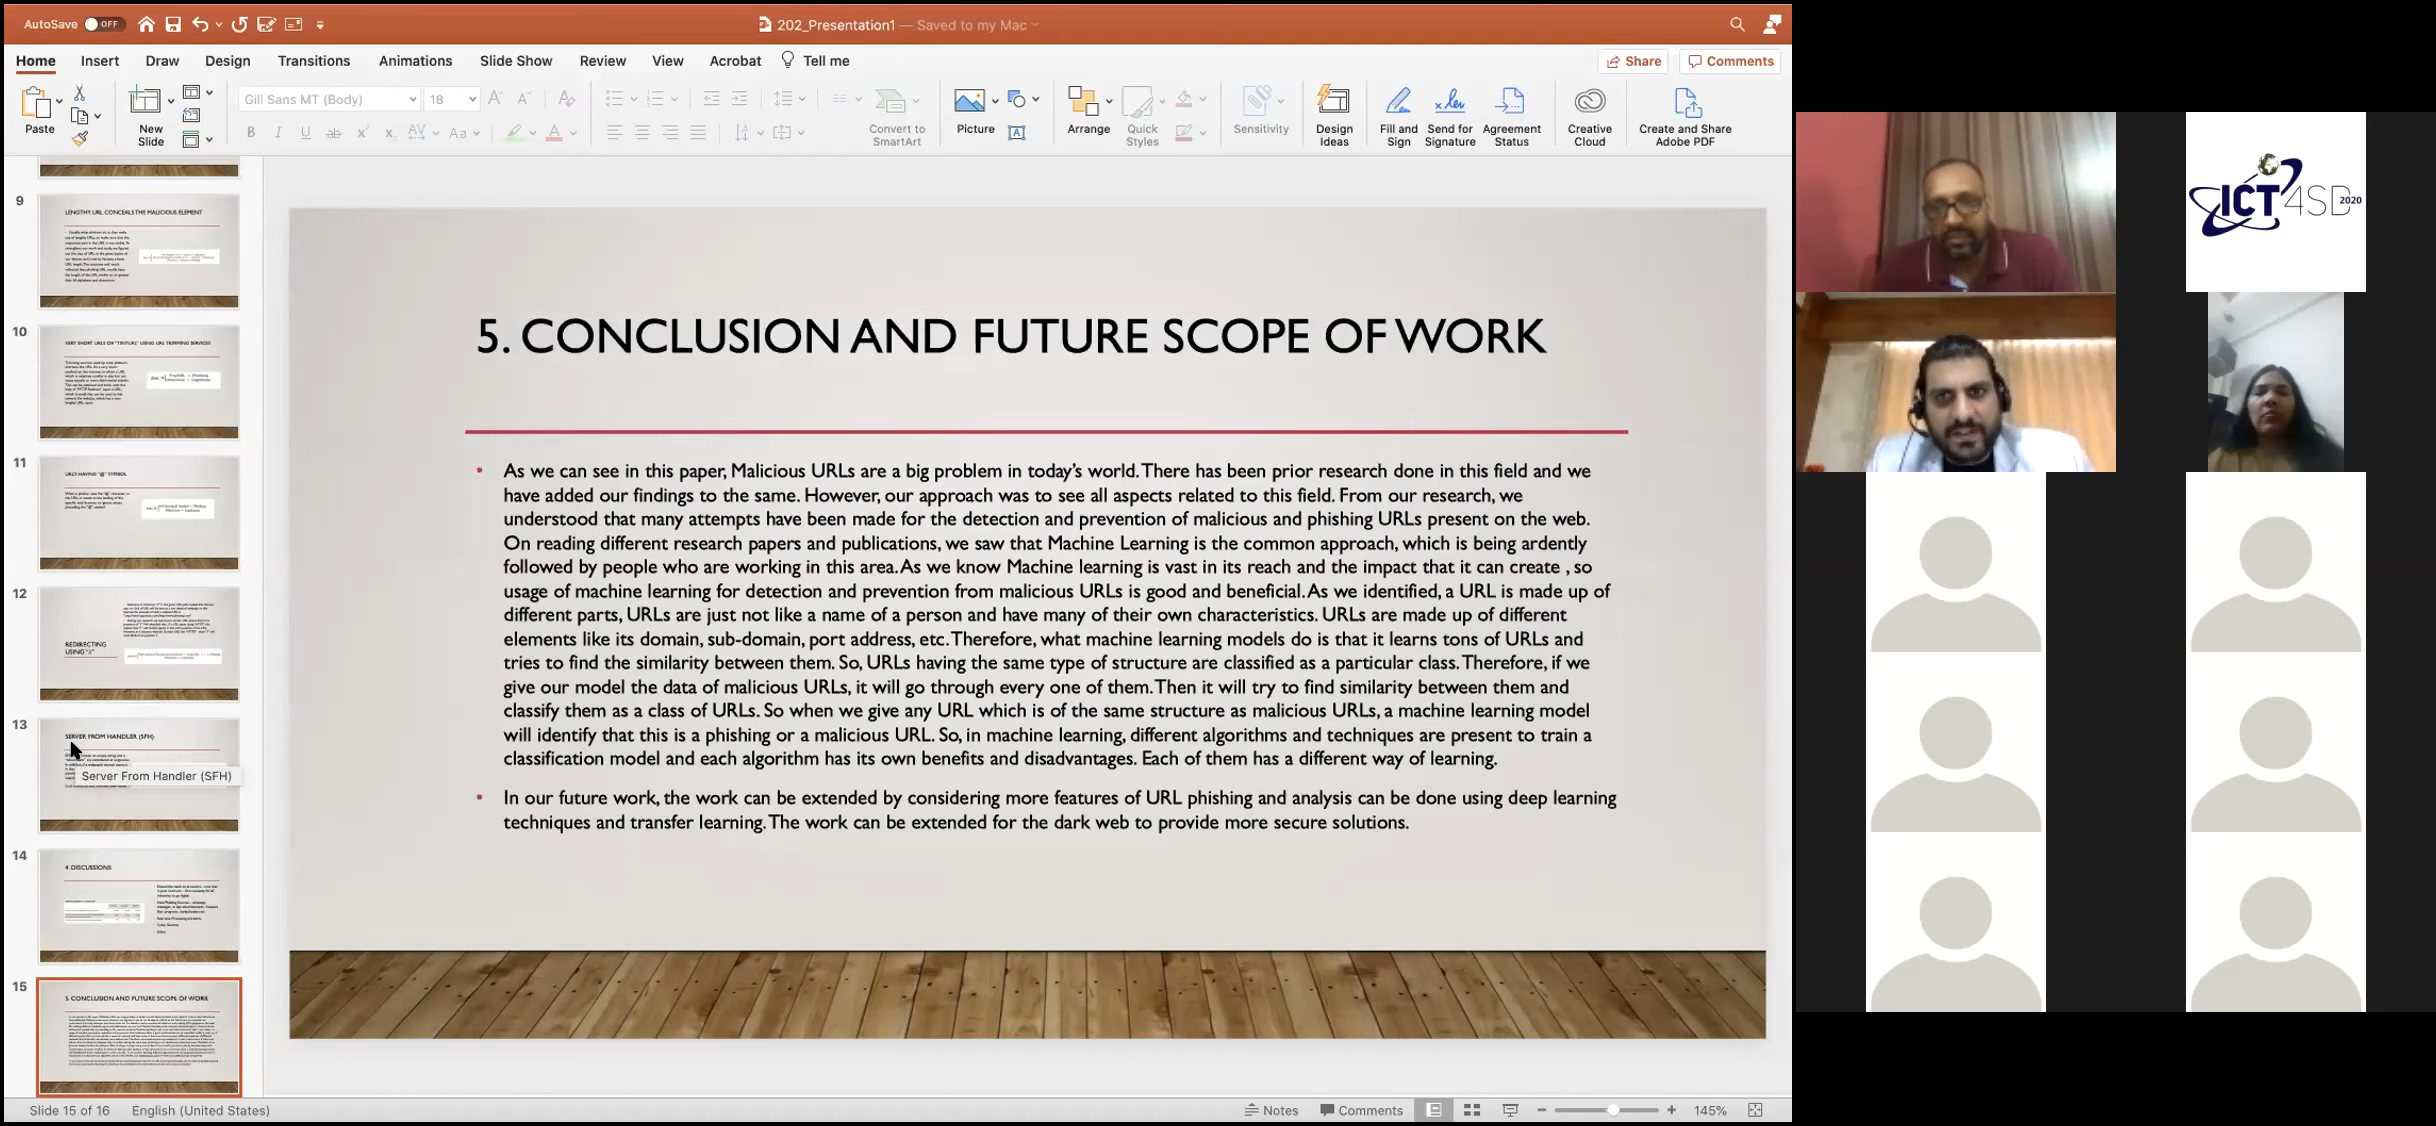 AutoSave OFF
202_Presentation1 — Saved to my Mac
Home Insert Draw Design Transitions Animations Slide Show Review View Acrobat Tell me
Share Comments
Gill Sans MT (Body) 18
Paste
New
Slide
Convert to
SmartArt
Picture
Arrange
Quick
Styles
Sensitivity
Design
Ideas
Fill and
Sign
Send for
Signature
Agreement
Status
Creative
Cloud
Create and Share
Adobe PDF
9
LENGTHY URL CONCEALS THE MALICIOUS ELEMENT
10
VERY SHORT URLS OR "TINYURL" USING URL TRIMMING SERVICES
11
URLS HAVING "@" SYMBOL
12
REDIRECTING
USING "//"
13
SERVER FROM HANDLER (SFH)
Server From Handler (SFH)
14
4. DISCUSSIONS
15
5. CONCLUSION AND FUTURE SCOPE OF WORK
5. CONCLUSION AND FUTURE SCOPE OF WORK
• As we can see in this paper, Malicious URLs are a big problem in today's world. There has been prior research done in this field and we
have added our findings to the same. However, our approach was to see all aspects related to this field. From our research, we
understood that many attempts have been made for the detection and prevention of malicious and phishing URLs present on the web.
On reading different research papers and publications, we saw that Machine Learning is the common approach, which is being ardently
followed by people who are working in this area. As we know Machine learning is vast in its reach and the impact that it can create , so
usage of machine learning for detection and prevention from malicious URLs is good and beneficial. As we identified, a URL is made up of
different parts, URLs are just not like a name of a person and have many of their own characteristics. URLs are made up of different
elements like its domain, sub-domain, port address, etc. Therefore, what machine learning models do is that it learns tons of URLs and
tries to find the similarity between them. So, URLs having the same type of structure are classified as a particular class. Therefore, if we
give our model the data of malicious URLs, it will go through every one of them. Then it will try to find similarity between them and
classify them as a class of URLs. So when we give any URL which is of the same structure as malicious URLs, a machine learning model
will identify that this is a phishing or a malicious URL. So, in machine learning, different algorithms and techniques are present to train a
classification model and each algorithm has its own benefits and disadvantages. Each of them has a different way of learning.
• In our future work, the work can be extended by considering more features of URL phishing and analysis can be done using deep learning
techniques and transfer learning. The work can be extended for the dark web to provide more secure solutions.
Slide 15 of 16 English (United States)
Notes Comments 145%
ICT4SD 2020